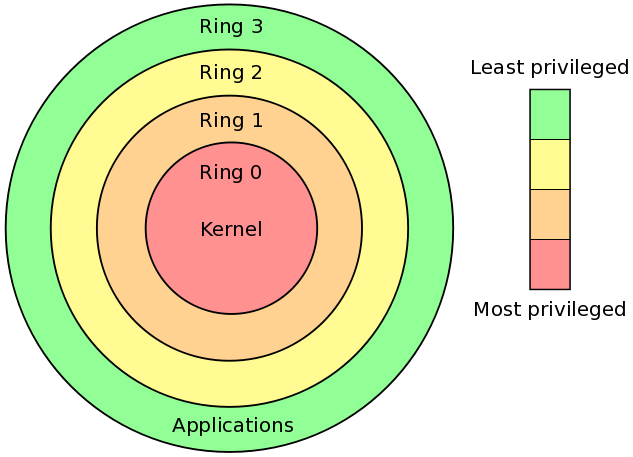 Ring 3
Ring 2
Ring 1
Ring 0
Kernel
Applications
Least privileged
Most privileged